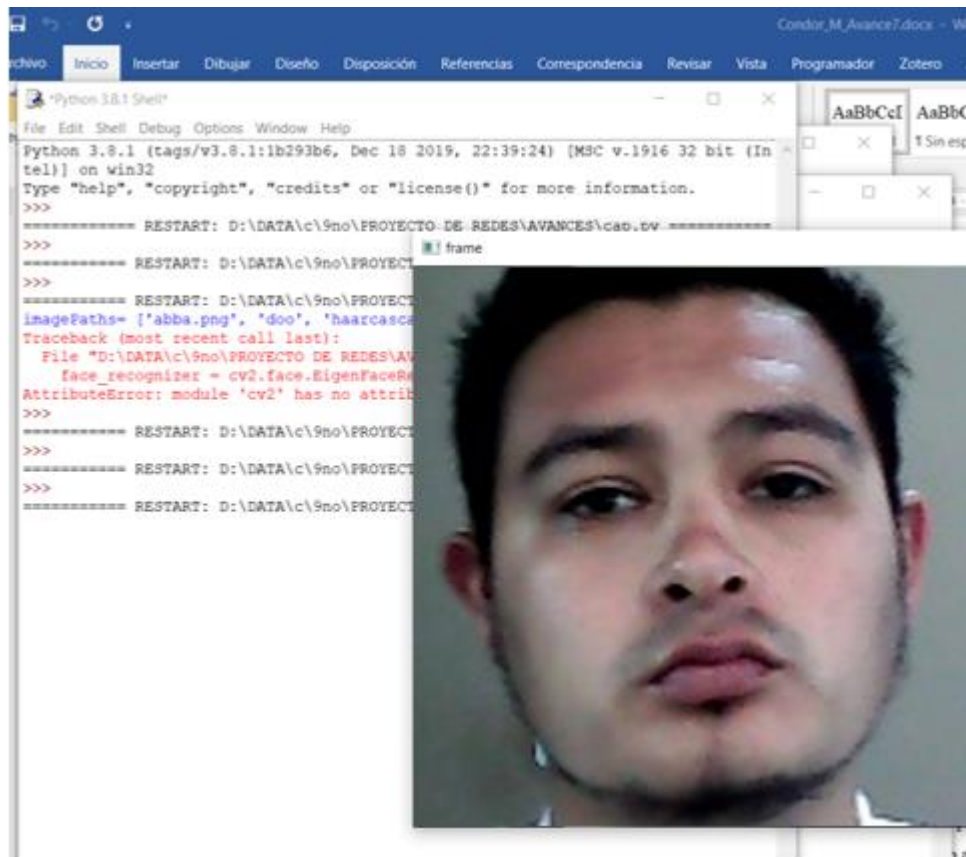 Condor_M_Avance7.docx -
Inicio Insertar Dibujar Diseño Disposición Referencias Correspondencia Revisar Vista Programador Zotero
*Python 3.8.1 Shell*
File Edit Shell Debug Options Window Help
AaBbCcI AaBbC
¶ Sin esp
Python 3.8.1 (tags/v3.8.1:1b293b6, Dec 18 2019, 22:39:24) [MSC v.1916 32 bit (In
tel)] on win32
Type "help", "copyright", "credits" or "license()" for more information.
>>>
============ RESTART: D:\DATA\c\9no\PROYECTO DE REDES\AVANCES\cap.py ===========
>>>
=========== RESTART: D:\DATA\c\9no\PROYECT
>>>
=========== RESTART: D:\DATA\c\9no\PROYECT
imagePaths= ['abba.png', 'doo', 'haarcasca
Traceback (most recent call last):
File "D:\DATA\c\9no\PROYECTO DE REDES\AV
face_recognizer = cv2.face.EigenFaceRe
AttributeError: module 'cv2' has no attrib
>>>
=========== RESTART: D:\DATA\c\9no\PROYECT
>>>
=========== RESTART: D:\DATA\c\9no\PROYECT
>>>
=========== RESTART: D:\DATA\c\9no\PROYECT
frame